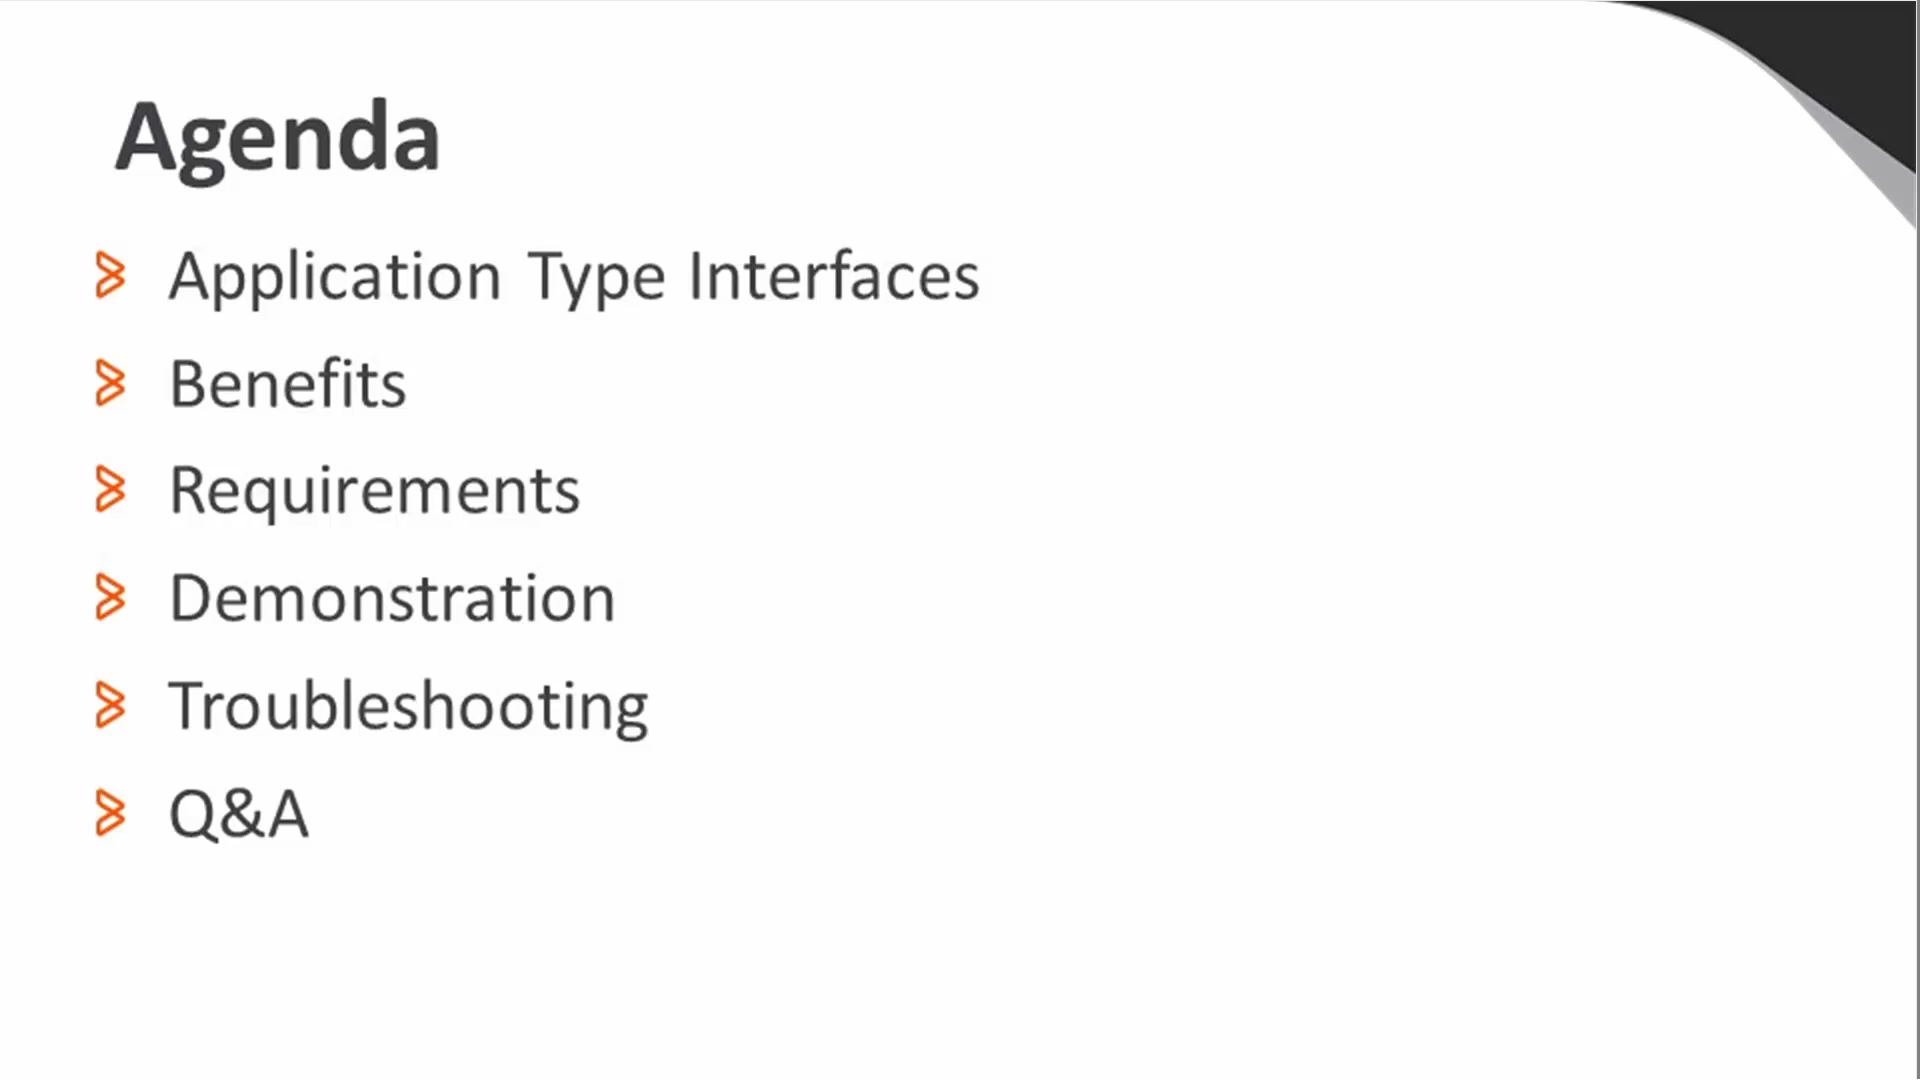 Agenda
Application Type Interfaces
Benefits
Requirements
Demonstration
Troubleshooting
Q&A